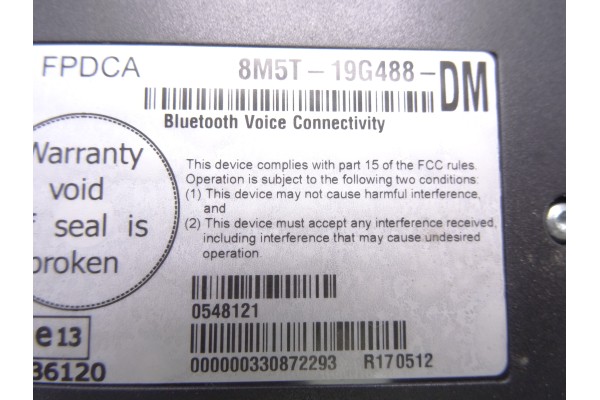 FPDCA
8M5T-19G488-DM
Bluetooth Voice Connectivity
Warranty
void
if seal is
broken
This device complies with part 15 of the FCC rules.
Operation is subject to the following two conditions:
(1) This device may not cause harmful interference,
and
(2) This device must accept any interference received,
including interference that may cause undesired
operation.
0548121
e13
36120
000000330872293 R170512